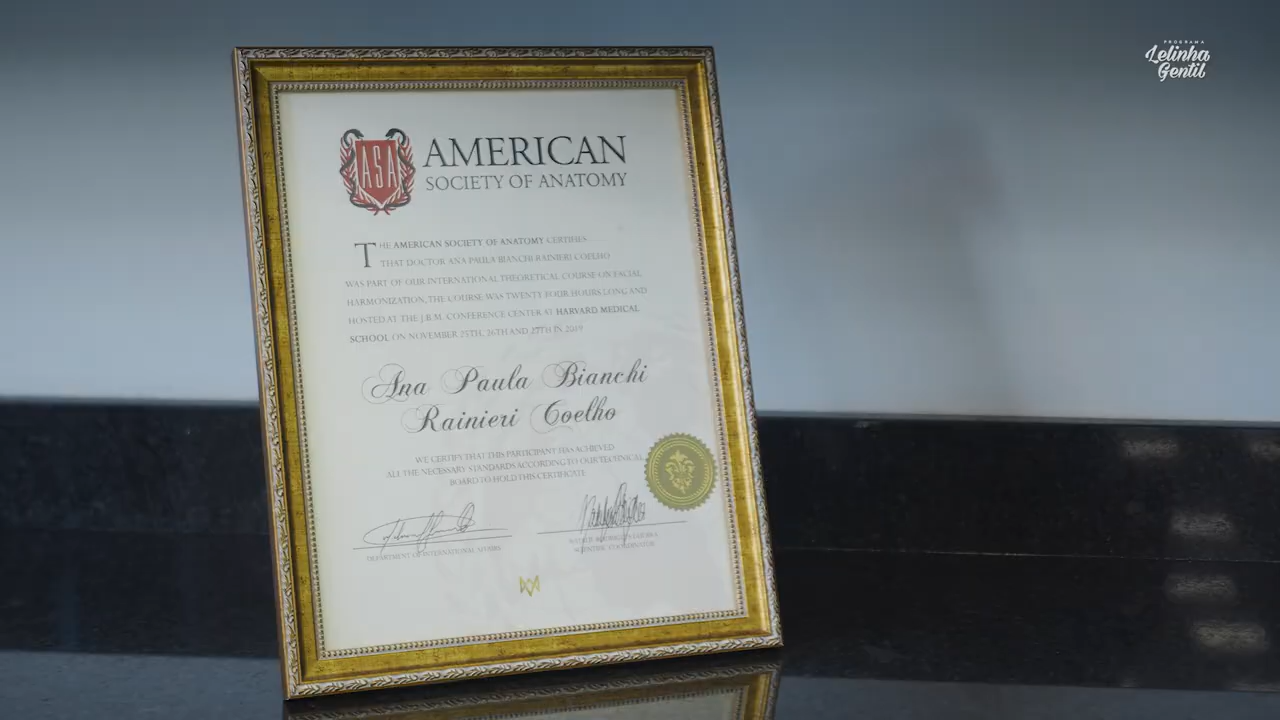 PROGRAMA
Lelinha
Gentil
ASA
AMERICAN
SOCIETY OF ANATOMY
THE AMERICAN SOCIETY OF ANATOMY CERTIFIES
THAT DOCTOR ANA PAULA BIANCHI RAINIERI COELHO
WAS PART OF OUR INTERNATIONAL THEORETICAL COURSE ON FACIAL
HARMONIZATION, THE COURSE WAS TWENTY FOUR HOURS LONG AND
HOSTED AT THE J.B.M. CONFERENCE CENTER AT HARVARD MEDICAL
SCHOOL ON NOVEMBER 25TH, 26TH AND 27TH IN 2019
Ana Paula Bianchi
Rainieri Coelho
WE CERTIFY THAT THIS PARTICIPANT HAS ACHIEVED
ALL THE NECESSARY STANDARDS ACCORDING TO OUR TECHNICAL
BOARD TO HOLD THIS CERTIFICATE
DEPARTMENT OF INTERNATIONAL AFFAIRS
SCIENTIFIC COORDINATOR